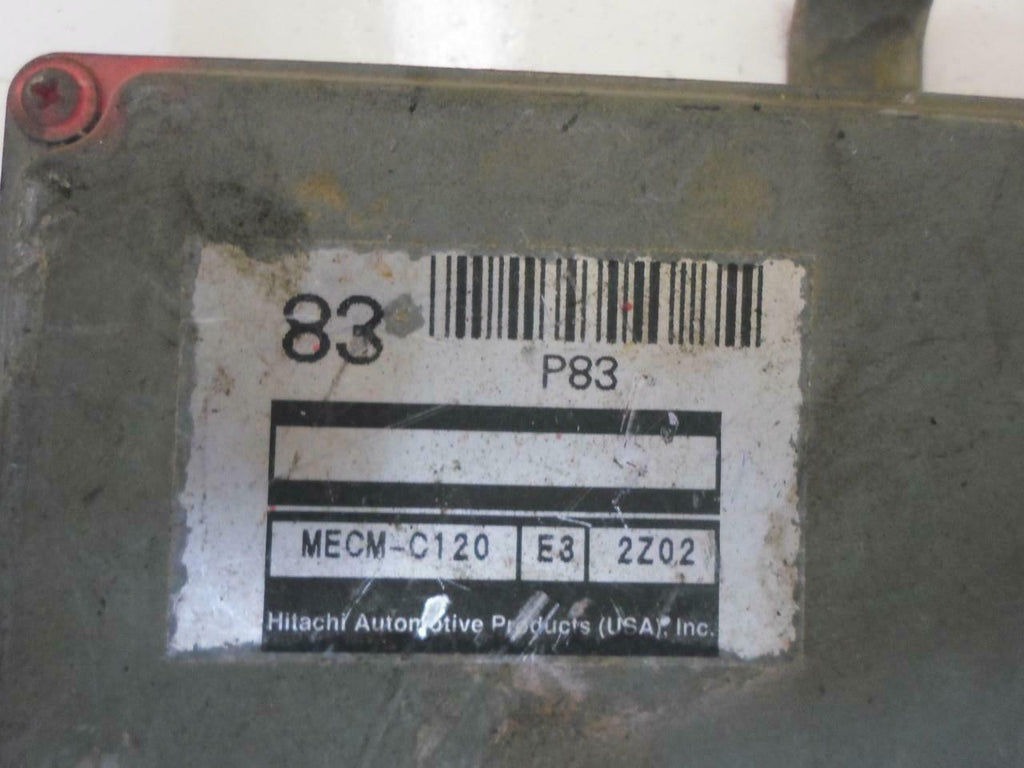 83
P83
MECM-C120 E3 2Z02
Hitachi Automotive Products (USA), Inc.